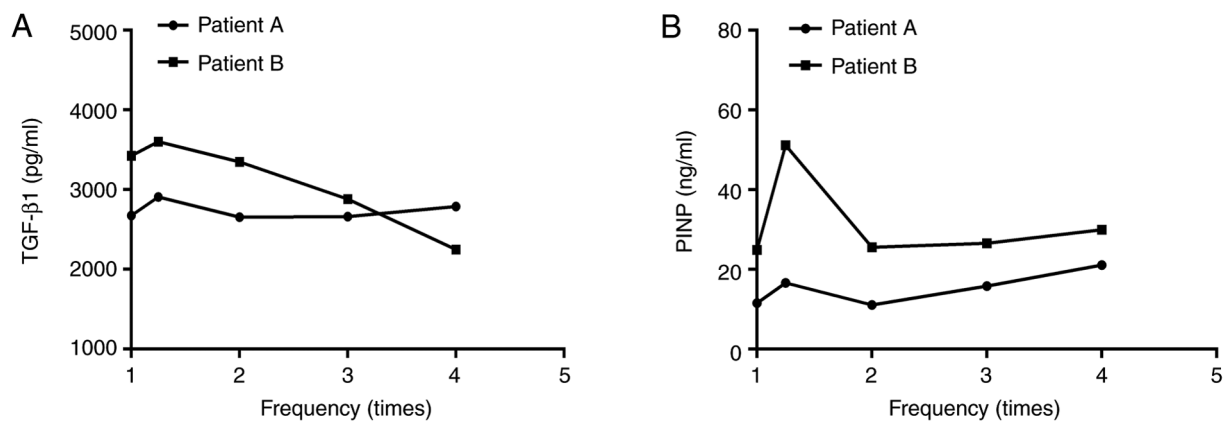 A
Patient A
Patient B
5000
4000
3000
2000
1000
TGF-β1 (pg/ml)
1 2 3 4 5
Frequency (times)
B
Patient A
Patient B
80
60
40
20
0
PINP (ng/ml)
1 2 3 4 5
Frequency (times)